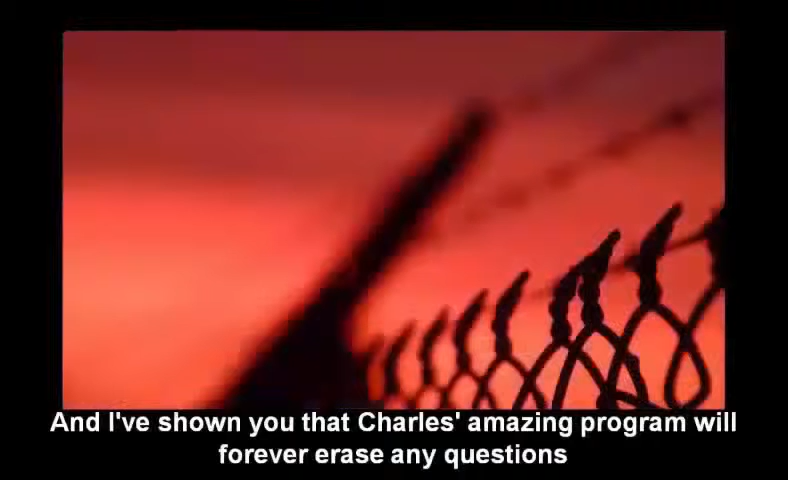 And I've shown you that Charles' amazing program will
forever erase any questions